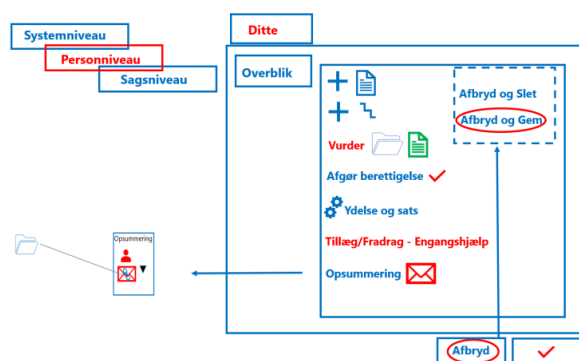 Systemniveau
Personniveau
Sagsniveau
Ditte
Overblik
Afbryd og Slet
Afbryd og Gem
Vurder
Afgør berettigelse
Ydelse og sats
Tillæg/Fradrag - Engangshjælp
Opsummering
Opsummering
Afbryd